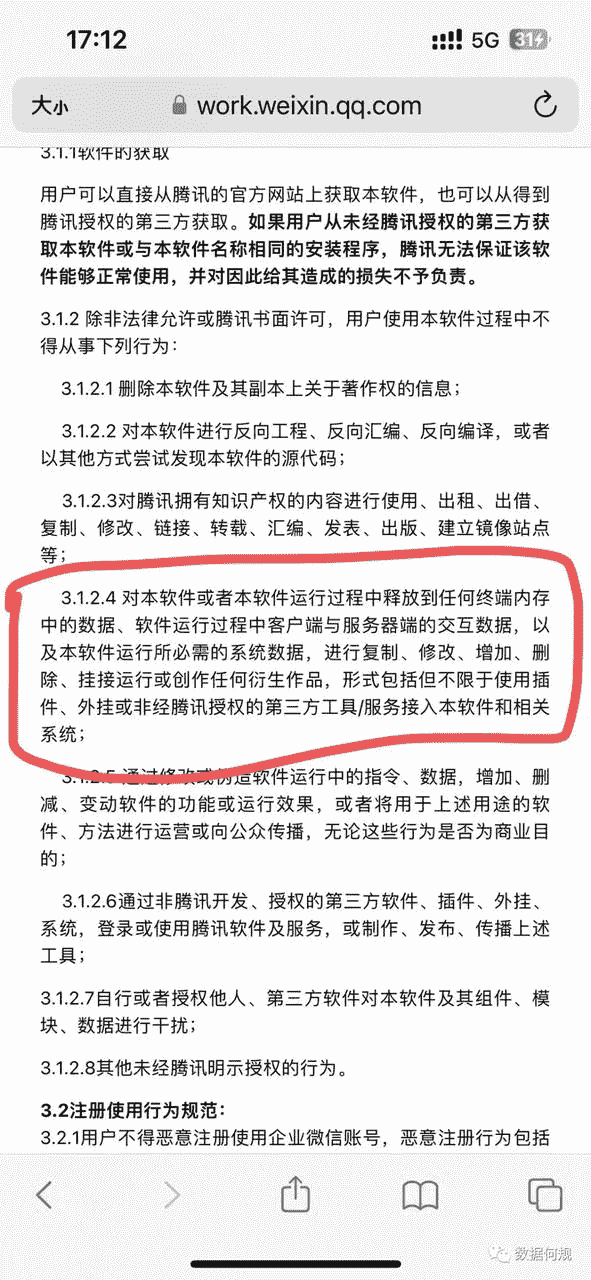 17:12
5G
31
大小
work.weixin.qq.com
3.1.1软件的获取
用户可以直接从腾讯的官方网站上获取本软件，也可以从得到
腾讯授权的第三方获取。如果用户从未经腾讯授权的第三方获
取本软件或与本软件名称相同的安装程序，腾讯无法保证该软
件能够正常使用，并对因此给其造成的损失不予负责。
3.1.2 除非法律允许或腾讯书面许可，用户使用本软件过程中不
得从事下列行为：
3.1.2.1 删除本软件及其副本上关于著作权的信息；
3.1.2.2 对本软件进行反向工程、反向汇编、反向编译，或者
以其他方式尝试发现本软件的源代码；
3.1.2.3对腾讯拥有知识产权的内容进行使用、出租、出借、
复制、修改、链接、转载、汇编、发表、出版、建立镜像站点
等；
3.1.2.4 对本软件或者本软件运行过程中释放到任何终端内存
中的数据、软件运行过程中客户端与服务器端的交互数据，以
及本软件运行所必需的系统数据，进行复制、修改、增加、删
除、挂接运行或创作任何衍生作品，形式包括但不限于使用插
件、外挂或非经腾讯授权的第三方工具/服务接入本软件和相关
系统；
3.1.2.5 通过修改或伪造软件运行中的指令、数据，增加、删
减、变动软件的功能或运行效果，或者将用于上述用途的软
件、方法进行运营或向公众传播，无论这些行为是否为商业目
的；
3.1.2.6通过非腾讯开发、授权的第三方软件、插件、外挂、
系统，登录或使用腾讯软件及服务，或制作、发布、传播上述
工具；
3.1.2.7自行或者授权他人、第三方软件对本软件及其组件、模
块、数据进行干扰；
3.1.2.8其他未经腾讯明示授权的行为。
3.2注册使用行为规范：
3.2.1用户不得恶意注册使用企业微信账号，恶意注册行为包括
数据何规